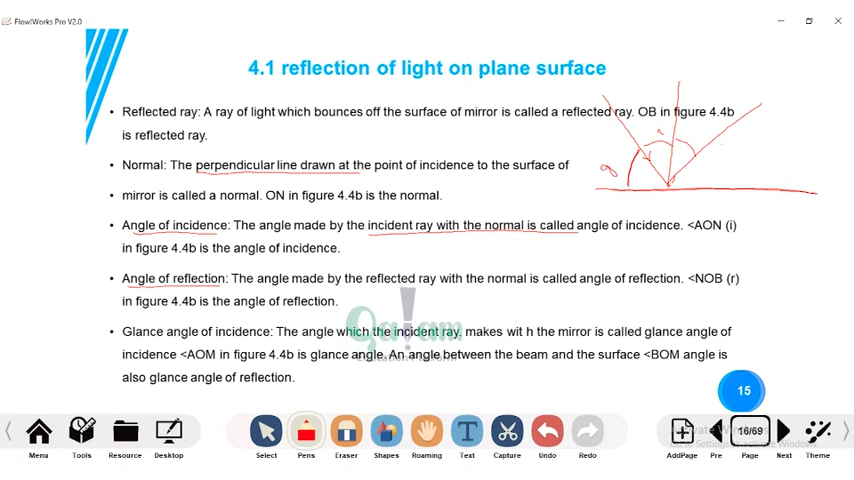 FlowWorks Pro V2.0
4.1 reflection of light on plane surface
• Reflected ray: A ray of light which bounces off the surface of mirror is called a reflected ray. OB in figure 4.4b
is reflected ray.
• Normal: The perpendicular line drawn at the point of incidence to the surface of
• mirror is called a normal. ON in figure 4.4b is the normal.
• Angle of incidence: The angle made by the incident ray with the normal is called angle of incidence. <AON (i)
in figure 4.4b is the angle of incidence.
• Angle of reflection: The angle made by the reflected ray with the normal is called angle of reflection. <NOB (r)
in figure 4.4b is the angle of reflection.
• Glance angle of incidence: The angle which the incident ray. makes wit h the mirror is called glance angle of
incidence <AOM in figure 4.4b is glance angle. An angle between the beam and the surface <BOM angle is
also glance angle of reflection.
i
g
qalam
15
16/69
Menu Tools Resource Desktop Select Pens Eraser Shapes Roaming Text Capture Undo Redo AddPage Pre Page Next Theme